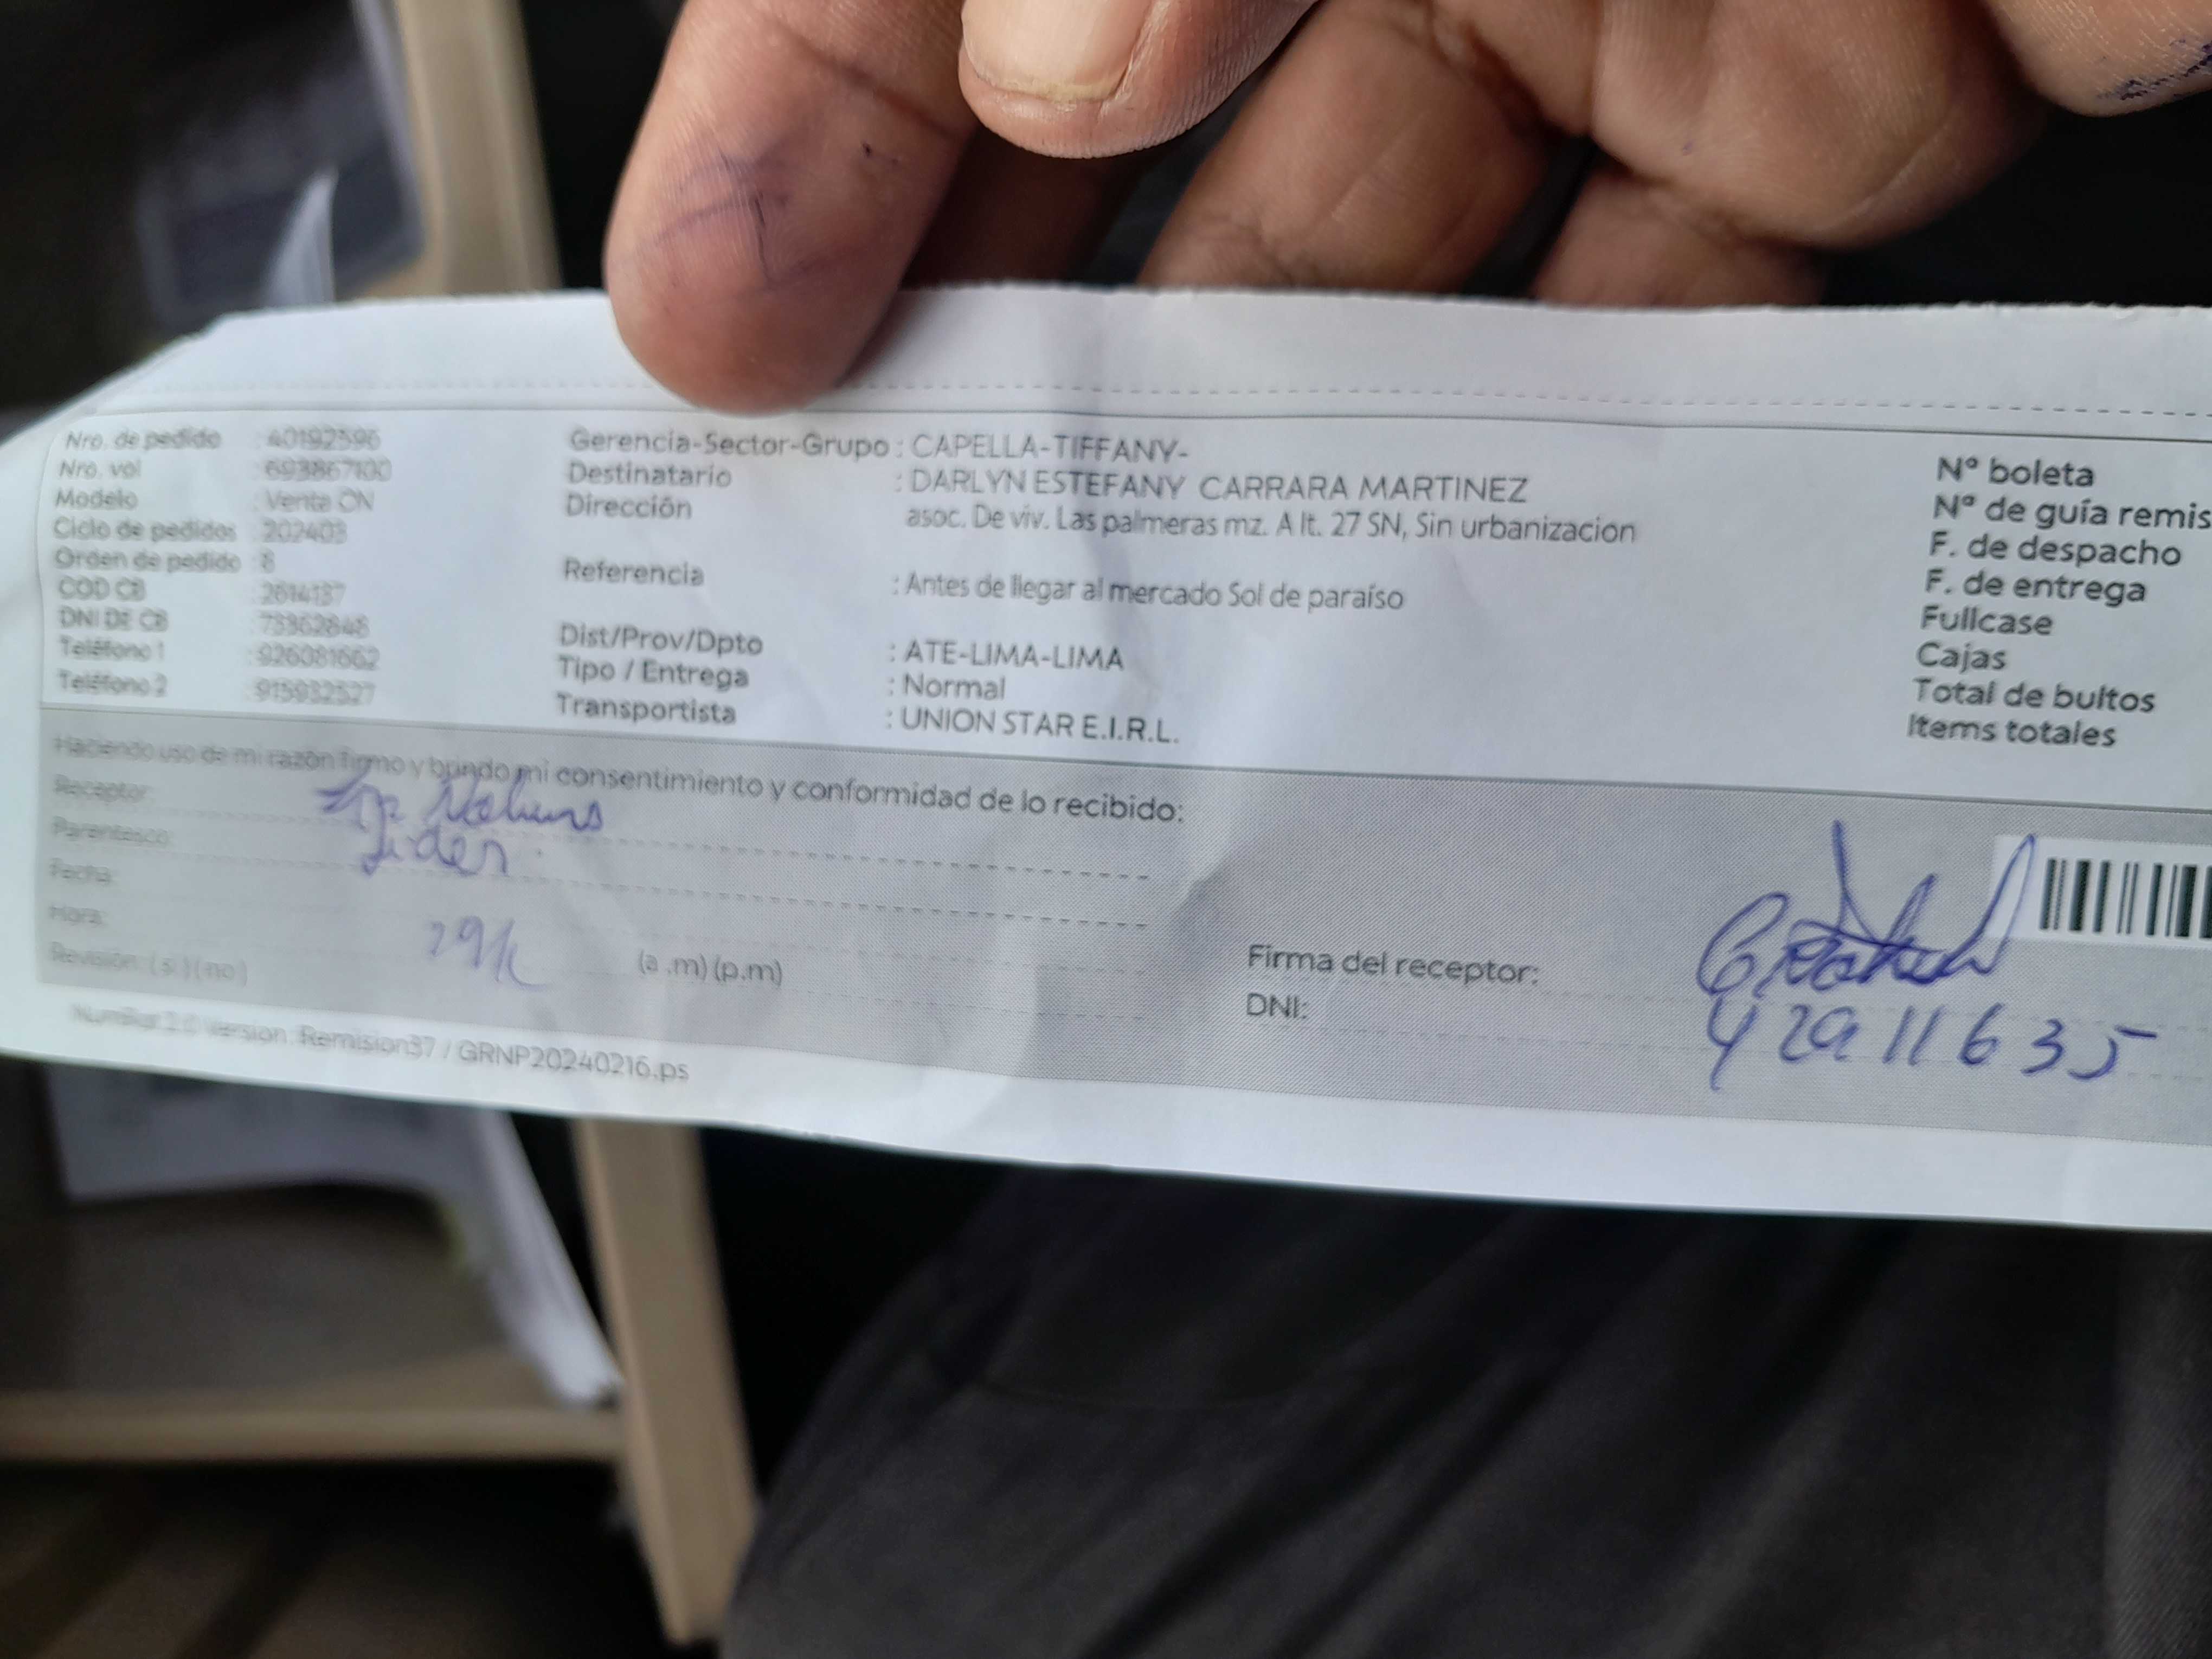 Nro. de pedido : 40192596
Nro. vol : 693867100
Modelo : Venta CN
Ciclo de pedidos : 202403
Orden de pedido : 8
COD CB : 2614137
DNI DE CB : 73362848
Teléfono 1 : 926081662
Teléfono 2 : 915932527
Gerencia-Sector-Grupo : CAPELLA-TIFFANY-
Destinatario : DARLYN ESTEFANY CARRARA MARTINEZ
Dirección asoc. De viv. Las palmeras mz. A lt. 27 SN, Sin urbanizacion
Referencia : Antes de llegar al mercado Sol de paraíso
Dist/Prov/Dpto : ATE-LIMA-LIMA
Tipo / Entrega : Normal
Transportista : UNION STAR E.I.R.L.
Nº boleta
Nº de guía remis
F. de despacho
F. de entrega
Fullcase
Cajas
Total de bultos
Items totales
Haciendo uso de mi razón firmo y brindo mi consentimiento y conformidad de lo recibido:
Receptor:
Parentesco:
Fecha:
Hora: (a .m) (p.m)
Revisión: ( si ) ( no )
Firma del receptor:
DNI: 42911635
Version: Remision37 / GRNP20240216.ps